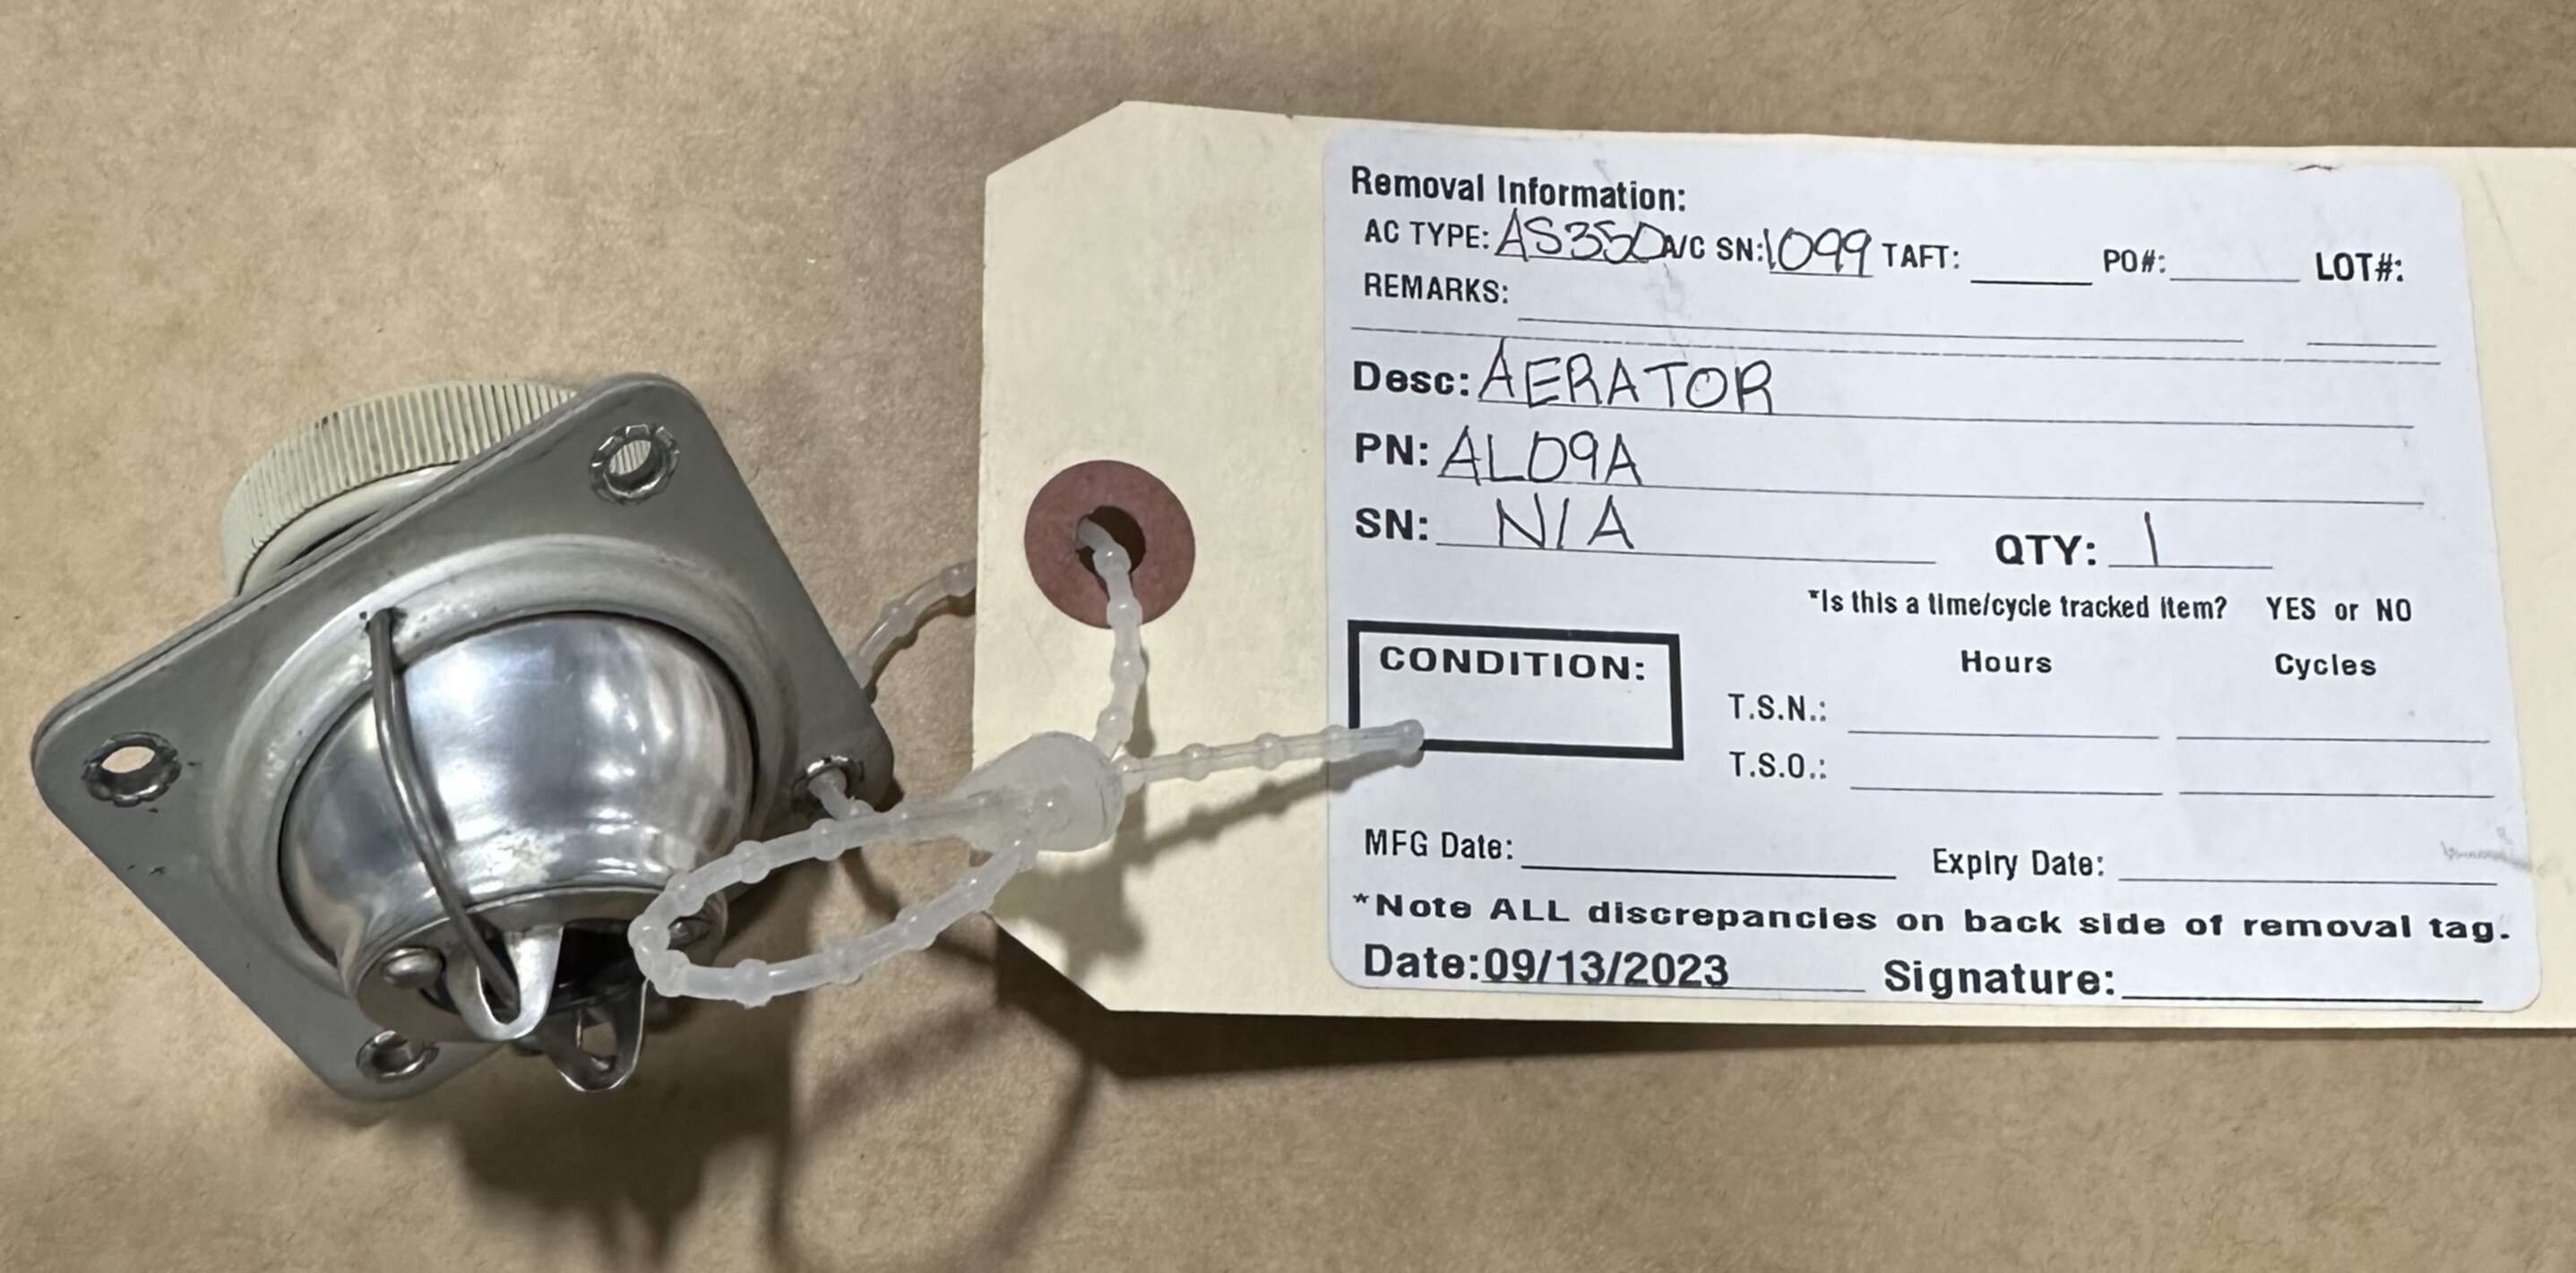 Removal Information:
AC TYPE: AS350 A/C SN: 1099 TAFT: PO#: LOT#:
REMARKS:
Desc: AERATOR
PN: AL09A
SN: N/A QTY: 1
*Is this a time/cycle tracked item? YES or NO
CONDITION:
Hours Cycles
T.S.N.:
T.S.O.:
MFG Date: Expiry Date:
*Note ALL discrepancies on back side of removal tag.
Date: 09/13/2023 Signature: